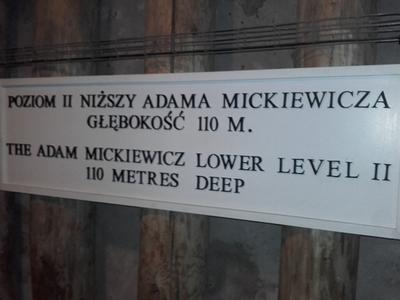 POZIOM II NIŻSZY ADAMA MICKIEWICZA
GŁĘBOKOŚĆ 110 M.
THE ADAM MICKIEWICZ LOWER LEVEL II
110 METRES DEEP